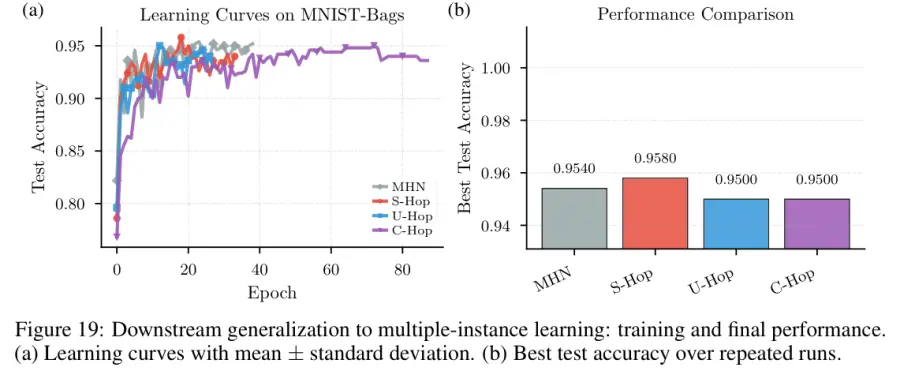 (a)
Learning Curves on MNIST-Bags
Test Accuracy
0.95
0.90
0.85
0.80
MHN
S-Hop
U-Hop
C-Hop
0 20 40 60 80
Epoch
(b)
Performance Comparison
Best Test Accuracy
1.00
0.98
0.96
0.94
0.9540
0.9580
0.9500
0.9500
MHN
S-Hop
U-Hop
C-Hop
Figure 19: Downstream generalization to multiple-instance learning: training and final performance.
(a) Learning curves with mean ± standard deviation. (b) Best test accuracy over repeated runs.